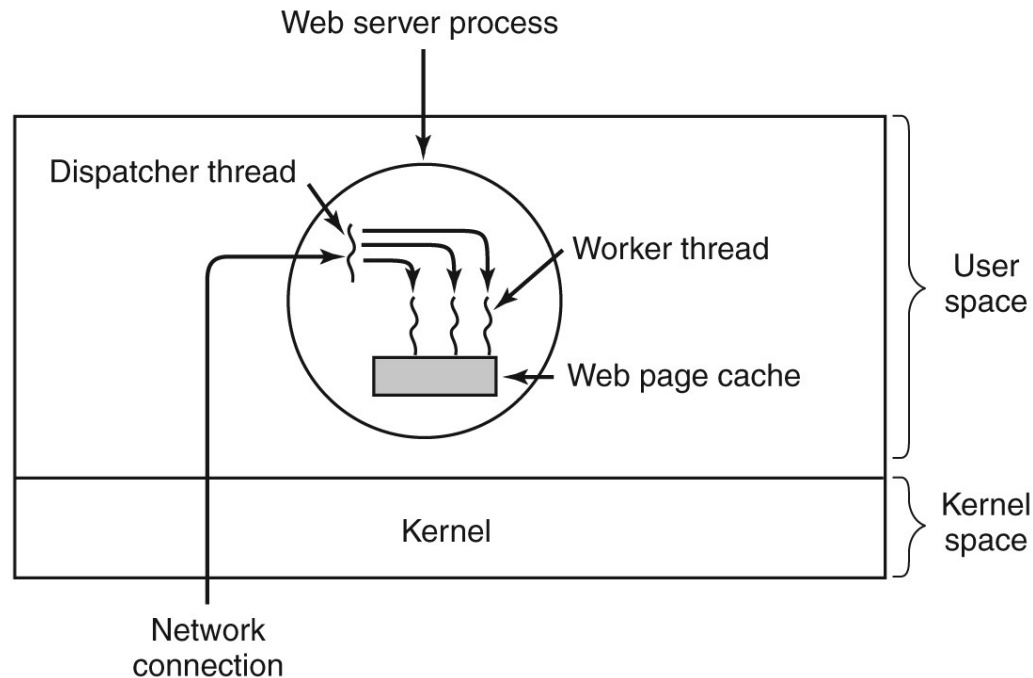 Web server process
Dispatcher thread
Worker thread
User
space
Web page cache
Kernel
Kernel
space
Network
connection